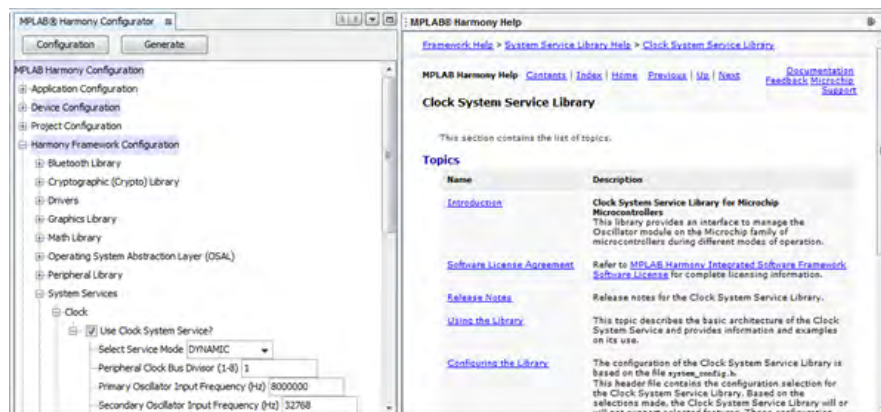 MPLAB® Harmony Configurator
Configuration Generate
MPLAB Harmony Configuration
Application Configuration
Device Configuration
Project Configuration
Harmony Framework Configuration
Bluetooth Library
Cryptographic (Crypto) Library
Drivers
Graphics Library
Math Library
Operating System Abstraction Layer (OSAL)
Peripheral Library
System Services
Clock
Use Clock System Service?
Select Service Mode DYNAMIC
Peripheral Clock Bus Divisor (1-8) 1
Primary Oscillator Input Frequency (Hz) 8000000
Secondary Oscillator Input Frequency (Hz) 32768
MPLAB® Harmony Help
Framework Help > System Service Library Help > Clock System Service Library
MPLAB Harmony Help Contents | Index | Home Previous | Up | Next
Documentation
Feedback Microchip
Support
Clock System Service Library
This section contains the list of topics.
Topics
Name Description
Introduction
Clock System Service Library for Microchip
Microcontrollers
This library provides an interface to manage the
Oscillator module on the Microchip family of
microcontrollers during different modes of operation.
Software License Agreement
Refer to MPLAB Harmony Integrated Software Framework
Software License for complete licensing information.
Release Notes
Release notes for the Clock System Service Library.
Using the Library
This topic describes the basic architecture of the Clock
System Service and provides information and examples
on its use.
Configuring the Library
The configuration of the Clock System Service Library is
based on the file system_config.h.
This header file contains the configuration selection for
the Clock System Service Library. Based on the
selections made, the Clock System Service Library will or
will not support selected features. These configuration